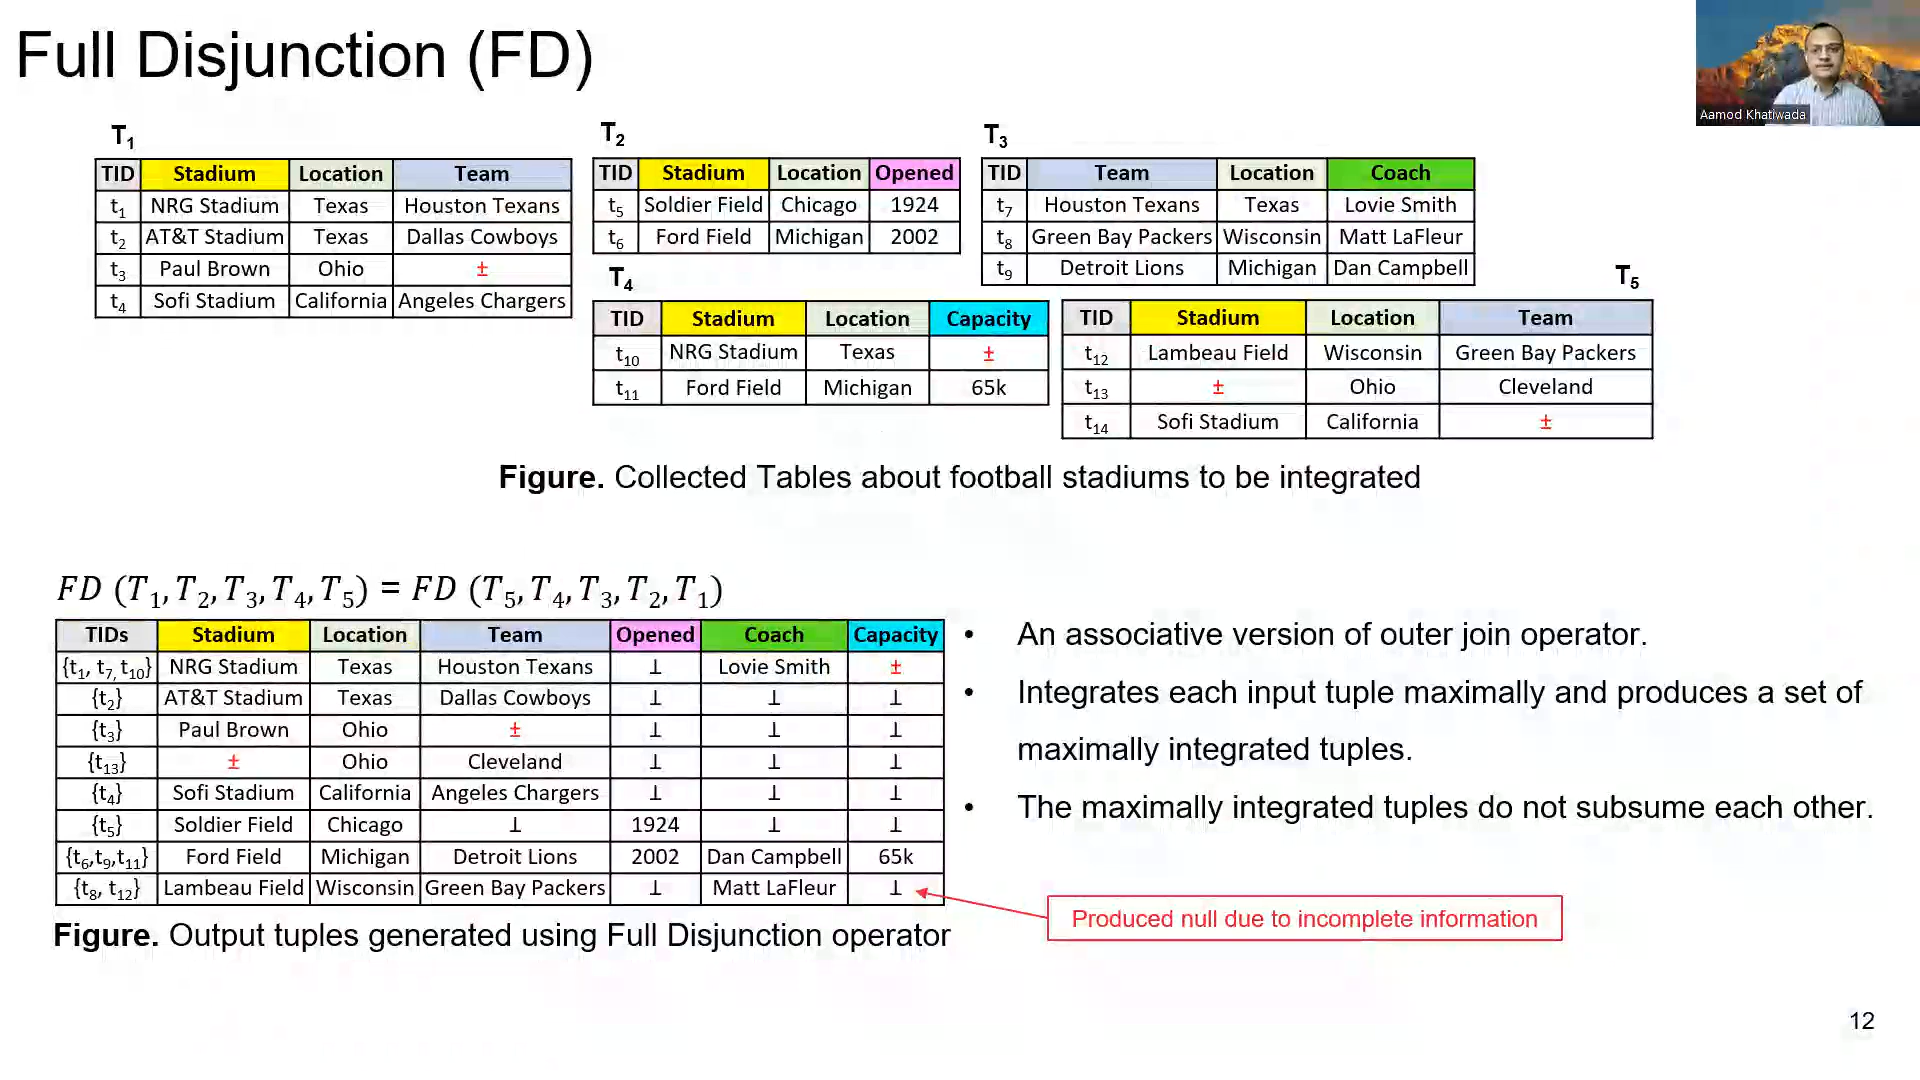 Full Disjunction (FD)
Aamod Khatiwada
T1
TID Stadium Location Team
t1 NRG Stadium Texas Houston Texans
t2 AT&T Stadium Texas Dallas Cowboys
t3 Paul Brown Ohio ±
t4 Sofi Stadium California Angeles Chargers
T2
TID Stadium Location Opened
t5 Soldier Field Chicago 1924
t6 Ford Field Michigan 2002
T3
TID Team Location Coach
t7 Houston Texans Texas Lovie Smith
t8 Green Bay Packers Wisconsin Matt LaFleur
t9 Detroit Lions Michigan Dan Campbell
T4
TID Stadium Location Capacity
t10 NRG Stadium Texas ±
t11 Ford Field Michigan 65k
T5
TID Stadium Location Team
t12 Lambeau Field Wisconsin Green Bay Packers
t13 ± Ohio Cleveland
t14 Sofi Stadium California ±
Figure. Collected Tables about football stadiums to be integrated
FD (T1, T2, T3, T4, T5) = FD (T5, T4, T3, T2, T1)
TIDs Stadium Location Team Opened Coach Capacity
{t1, t7, t10} NRG Stadium Texas Houston Texans ⊥ Lovie Smith ±
{t2} AT&T Stadium Texas Dallas Cowboys ⊥ ⊥ ⊥
{t3} Paul Brown Ohio ± ⊥ ⊥ ⊥
{t13} ± Ohio Cleveland ⊥ ⊥ ⊥
{t4} Sofi Stadium California Angeles Chargers ⊥ ⊥ ⊥
{t5} Soldier Field Chicago ⊥ 1924 ⊥ ⊥
{t6,t9,t11} Ford Field Michigan Detroit Lions 2002 Dan Campbell 65k
{t8, t12} Lambeau Field Wisconsin Green Bay Packers ⊥ Matt LaFleur ⊥
Figure. Output tuples generated using Full Disjunction operator
• An associative version of outer join operator.
• Integrates each input tuple maximally and produces a set of
maximally integrated tuples.
• The maximally integrated tuples do not subsume each other.
Produced null due to incomplete information
12